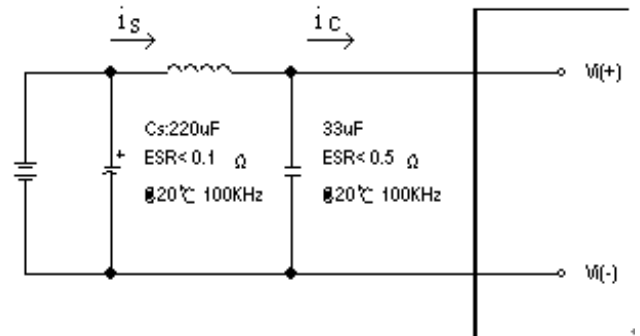 is
ic
Vi(+)
+
Cs:220uF
ESR< 0.1 Ω
@20℃ 100KHz
33uF
ESR< 0.5 Ω
@20℃ 100KHz
Vi(-)